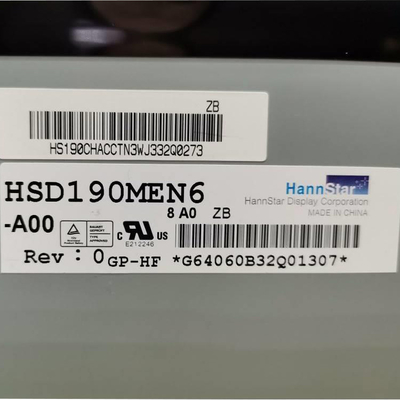 ZB
HS190CHACCTN3WJ332Q0273
HSD190MEN6
HannStar
HannStar Display Corporation
8 A0 ZB
MADE IN CHINA
-A00
c RU US
E212246
Rev : 0 GP-HF *G64060B32Q01307*